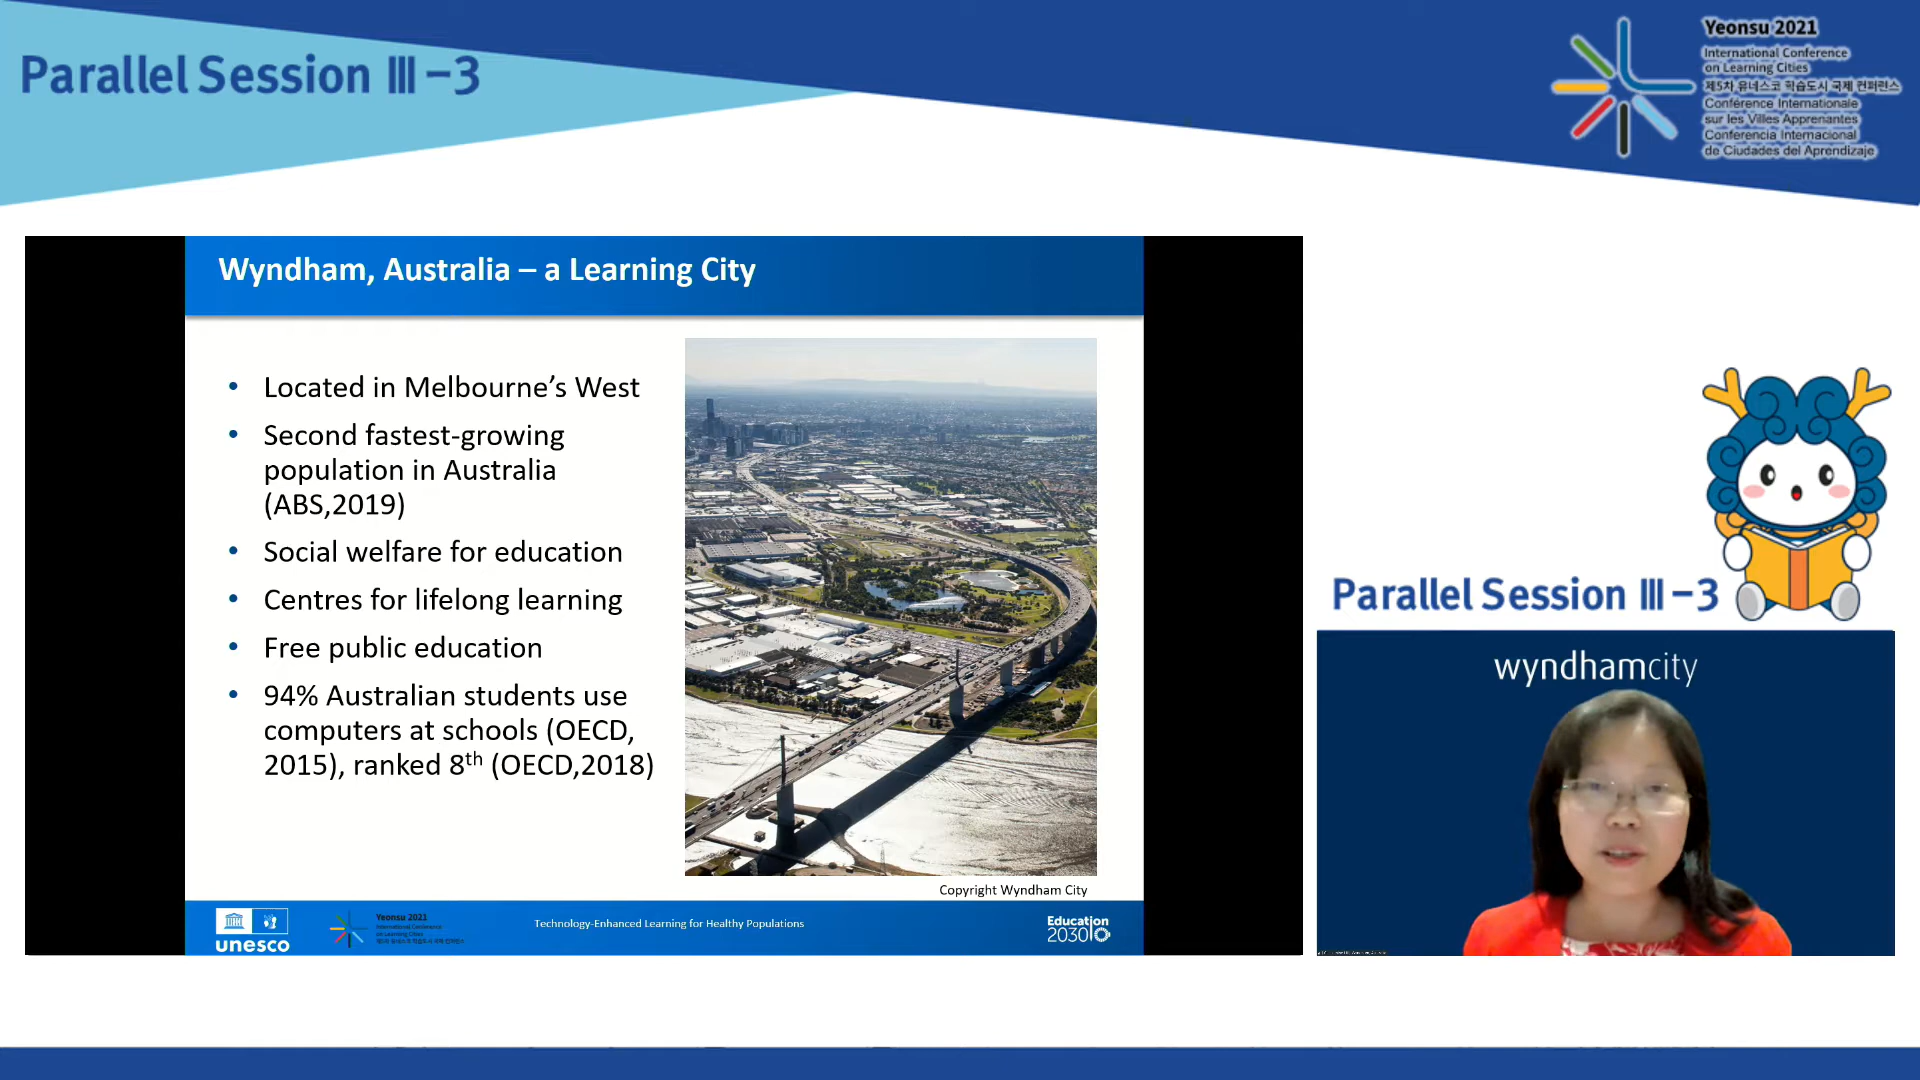 Parallel Session Ⅲ-3
Yeonsu 2021
International Conference
on Learning Cities
제5차 유네스코 학습도시 국제 컨퍼런스
Conférence Internationale
sur les Villes Apprenantes
Conferencia Internacional
de Ciudades del Aprendizaje
Wyndham, Australia – a Learning City
• Located in Melbourne’s West
• Second fastest-growing
population in Australia
(ABS,2019)
• Social welfare for education
• Centres for lifelong learning
• Free public education
• 94% Australian students use
computers at schools (OECD,
2015), ranked 8th (OECD,2018)
Copyright Wyndham City
unesco
Yeonsu 2021
International Conference
on Learning Cities
제5차 유네스코 학습도시 국제 컨퍼런스
Technology-Enhanced Learning for Healthy Populations
Education
2030
Parallel Session Ⅲ-3
wyndhamcity